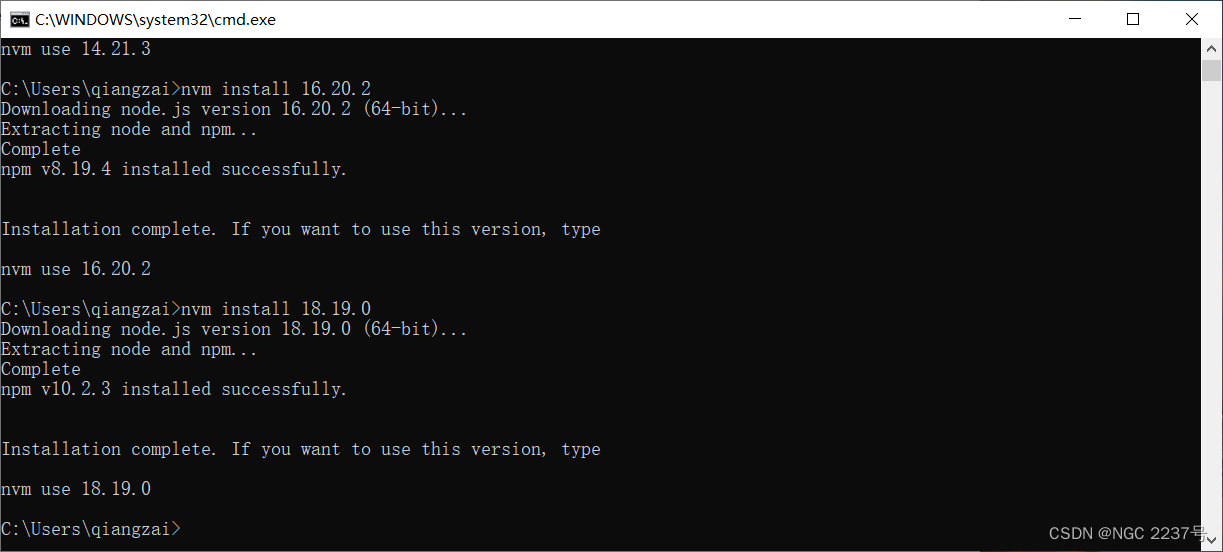 C:\WINDOWS\system32\cmd.exe
nvm use 14.21.3
C:\Users\qiangzai>nvm install 16.20.2
Downloading node.js version 16.20.2 (64-bit)...
Extracting node and npm...
Complete
npm v8.19.4 installed successfully.
Installation complete. If you want to use this version, type
nvm use 16.20.2
C:\Users\qiangzai>nvm install 18.19.0
Downloading node.js version 18.19.0 (64-bit)...
Extracting node and npm...
Complete
npm v10.2.3 installed successfully.
Installation complete. If you want to use this version, type
nvm use 18.19.0
C:\Users\qiangzai>
CSDN @NGC 2237号